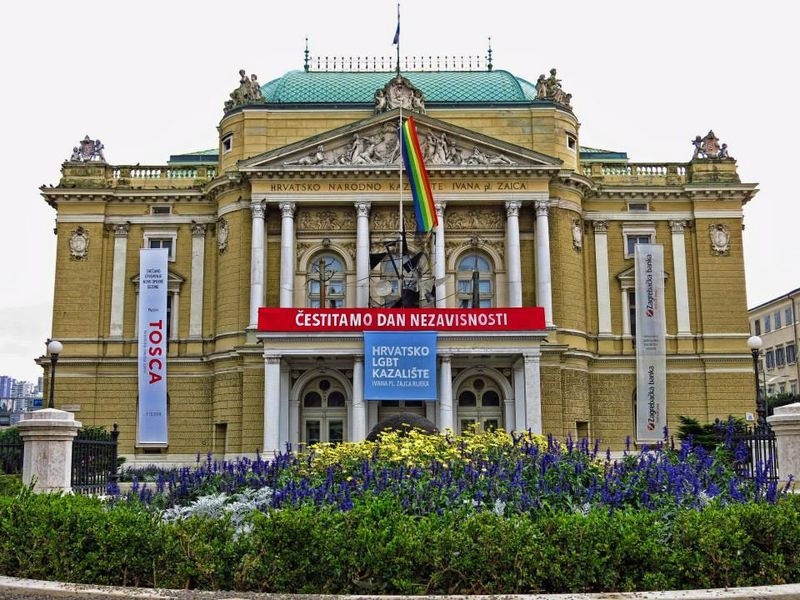 HRVATSKO NARODNO KAZALIŠTE IVANA pl. ZAJCA
ČESTITAMO DAN NEZAVISNOSTI
HRVATSKO
LGBT
KAZALIŠTE
IVANA PL. ZAJCA RIJEKA
TOSCA
Zagrebačka banka
Zagrebačka banka